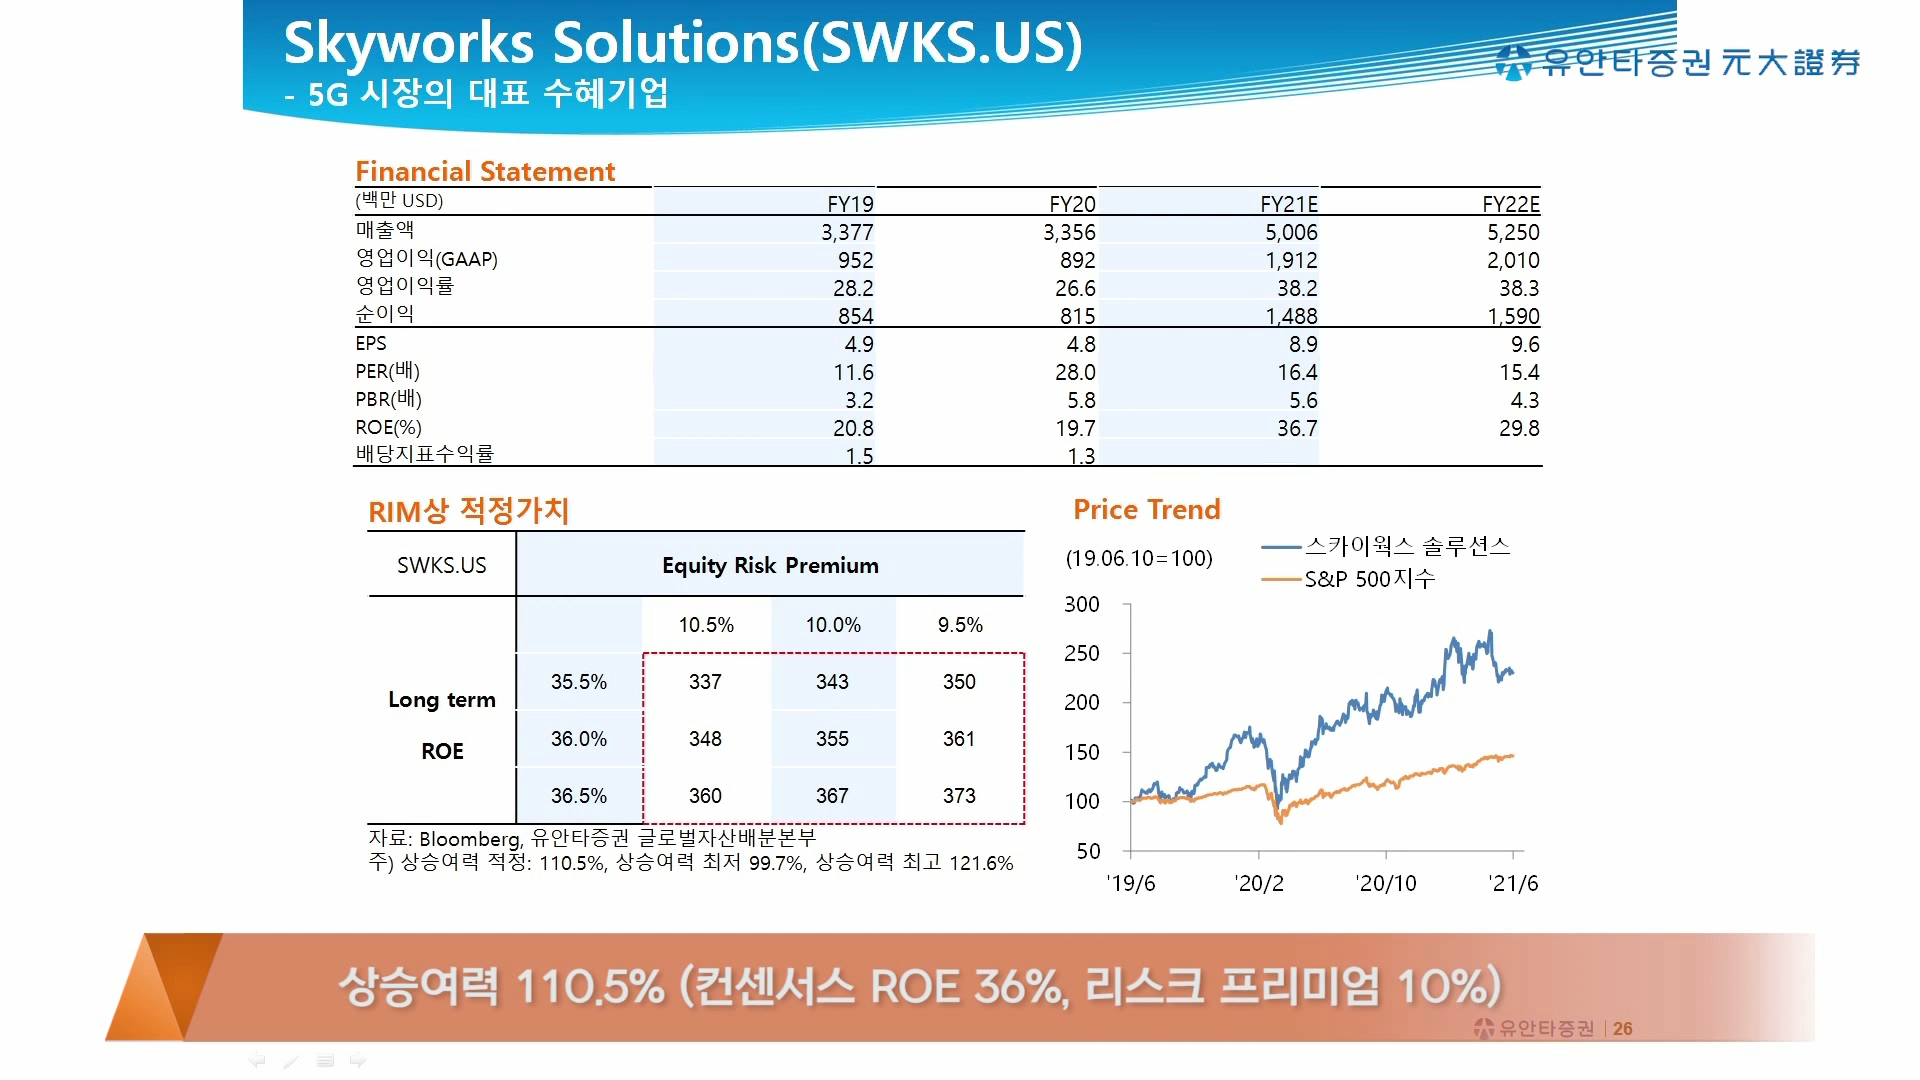 Skyworks Solutions(SWKS.US)
- 5G 시장의 대표 수혜기업
유안타증권 元大證券
Financial Statement
(백만 USD) FY19 FY20 FY21E FY22E
매출액 3,377 3,356 5,006 5,250
영업이익(GAAP) 952 892 1,912 2,010
영업이익률 28.2 26.6 38.2 38.3
순이익 854 815 1,488 1,590
EPS 4.9 4.8 8.9 9.6
PER(배) 11.6 28.0 16.4 15.4
PBR(배) 3.2 5.8 5.6 4.3
ROE(%) 20.8 19.7 36.7 29.8
배당지표수익률 1.5 1.3
RIM상 적정가치
SWKS.US Equity Risk Premium
10.5% 10.0% 9.5%
Long term ROE
35.5% 337 343 350
36.0% 348 355 361
36.5% 360 367 373
자료: Bloomberg, 유안타증권 글로벌자산배분본부
주) 상승여력 적정: 110.5%, 상승여력 최저 99.7%, 상승여력 최고 121.6%
Price Trend
(19.06.10=100)
스카이웍스 솔루션스
S&P 500지수
300
250
200
150
100
50
'19/6 '20/2 '20/10 '21/6
상승여력 110.5% (컨센서스 ROE 36%, 리스크 프리미엄 10%)
유안타증권 | 26